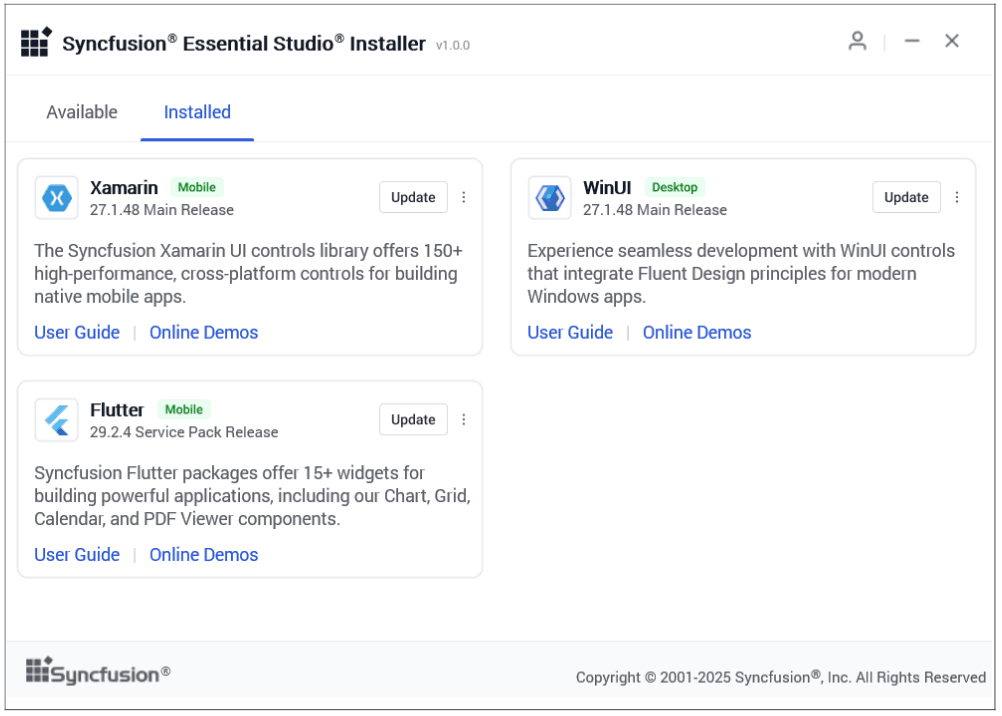 Syncfusion® Essential Studio® Installer v1.0.0
Available Installed
Xamarin Mobile
27.1.48 Main Release
Update
The Syncfusion Xamarin UI controls library offers 150+
high-performance, cross-platform controls for building
native mobile apps.
User Guide | Online Demos
WinUI Desktop
27.1.48 Main Release
Update
Experience seamless development with WinUI controls
that integrate Fluent Design principles for modern
Windows apps.
User Guide | Online Demos
Flutter Mobile
29.2.4 Service Pack Release
Update
Syncfusion Flutter packages offer 15+ widgets for
building powerful applications, including our Chart, Grid,
Calendar, and PDF Viewer components.
User Guide | Online Demos
Syncfusion®
Copyright © 2001-2025 Syncfusion®, Inc. All Rights Reserved